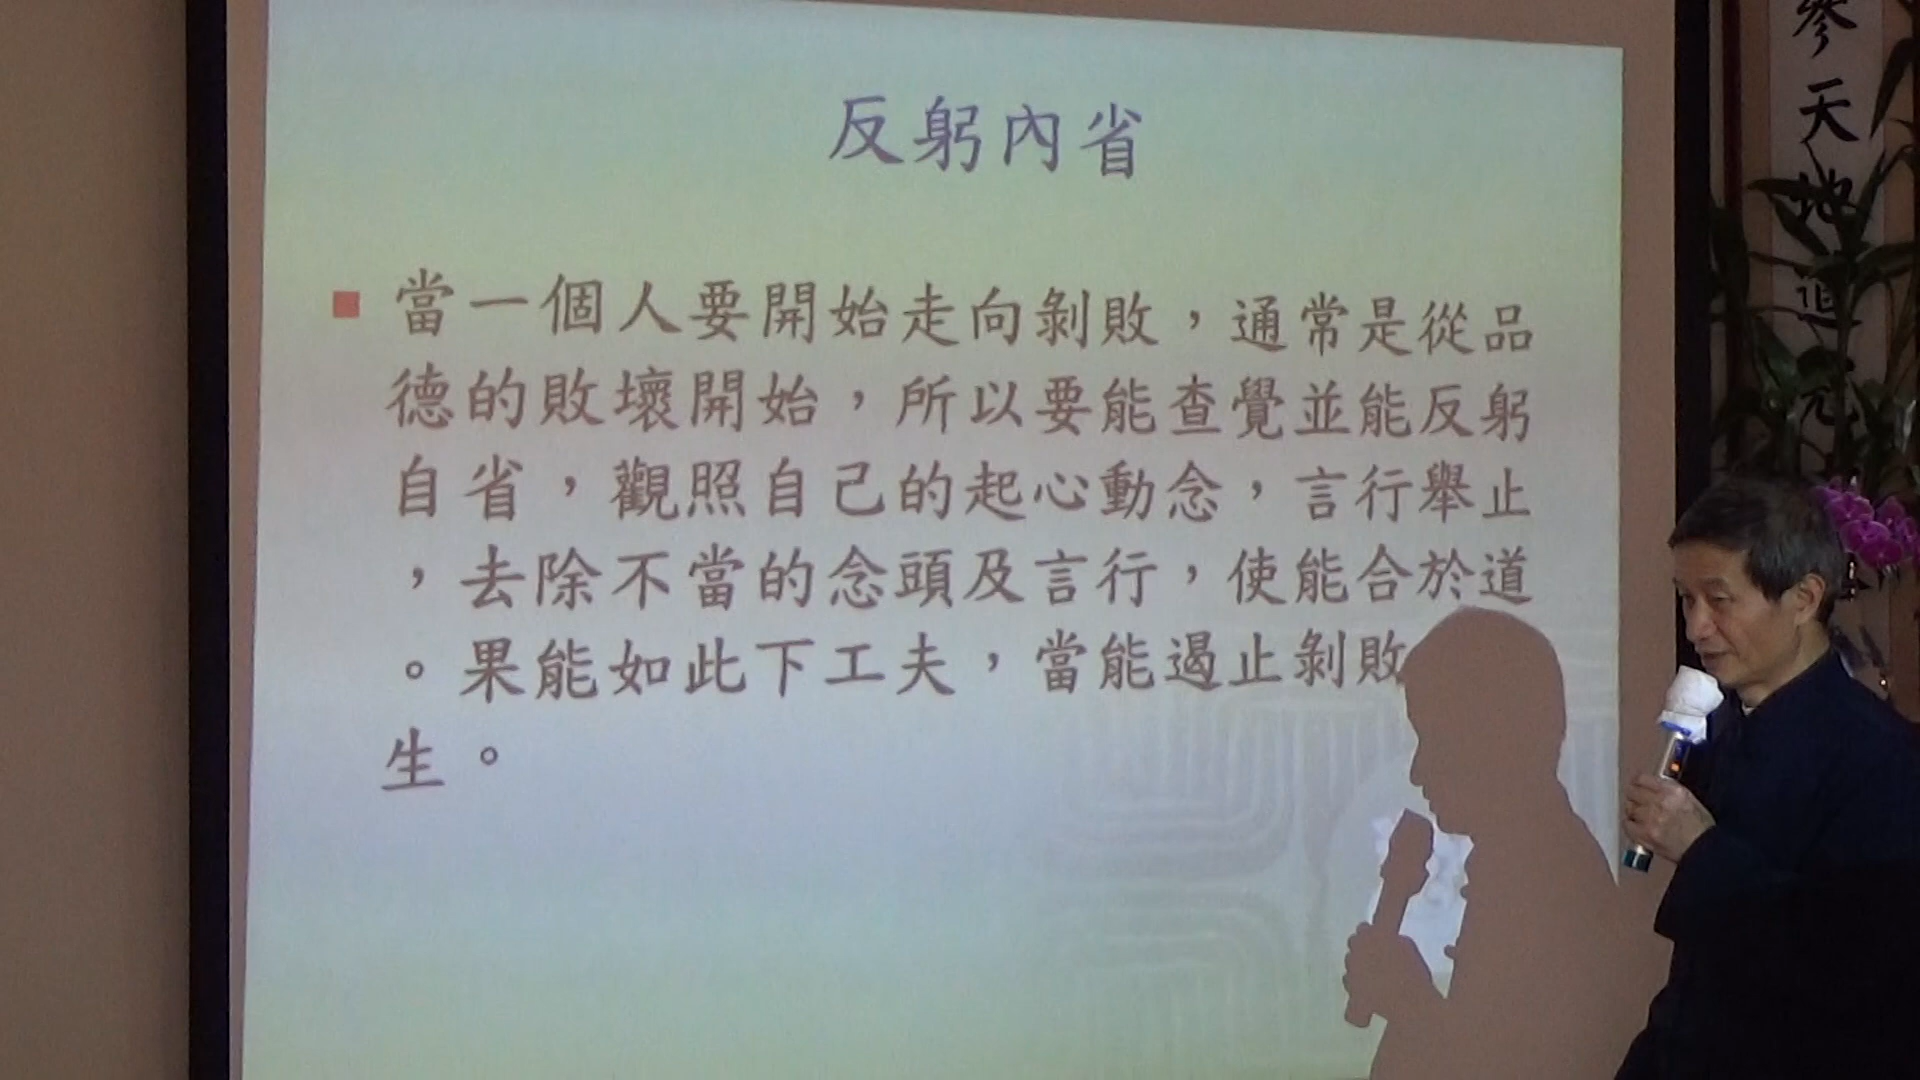 反躬內省
當一個人要開始走向剝敗，通常是從品
德的敗壞開始，所以要能查覺並能反躬
自省，觀照自己的起心動念，言行舉止
，去除不當的念頭及言行，使能合於道
。果能如此下工夫，當能遏止剝敗
生。
參天地